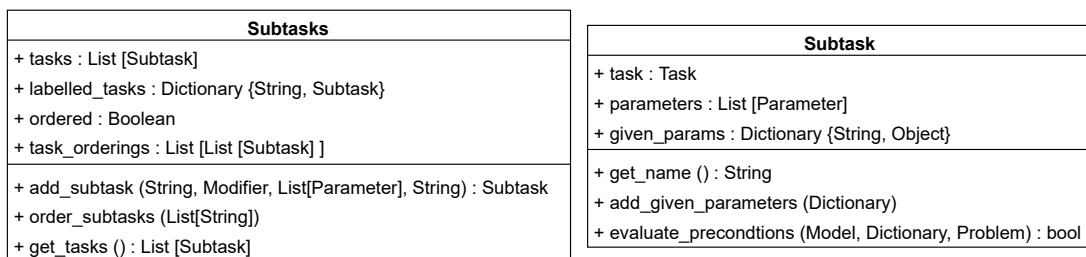 Subtasks
+ tasks : List [Subtask]
+ labelled_tasks : Dictionary {String, Subtask}
+ ordered : Boolean
+ task_orderings : List [List [Subtask] ]
+ add_subtask (String, Modifier, List[Parameter], String) : Subtask
+ order_subtasks (List[String])
+ get_tasks () : List [Subtask]
Subtask
+ task : Task
+ parameters : List [Parameter]
+ given_params : Dictionary {String, Object}
+ get_name () : String
+ add_given_parameters (Dictionary)
+ evaluate_precondtions (Model, Dictionary, Problem) : bool